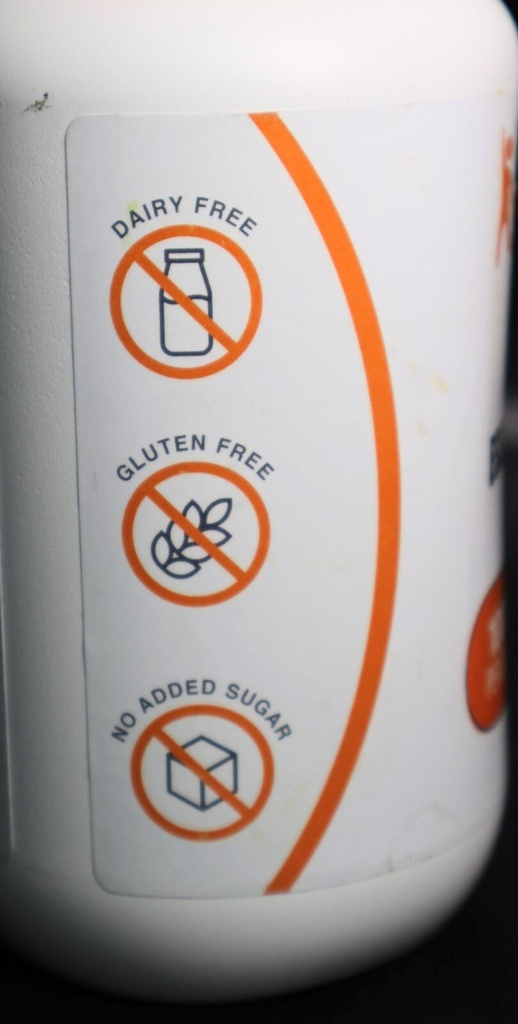 DAIRY FREE
GLUTEN FREE
NO ADDED SUGAR